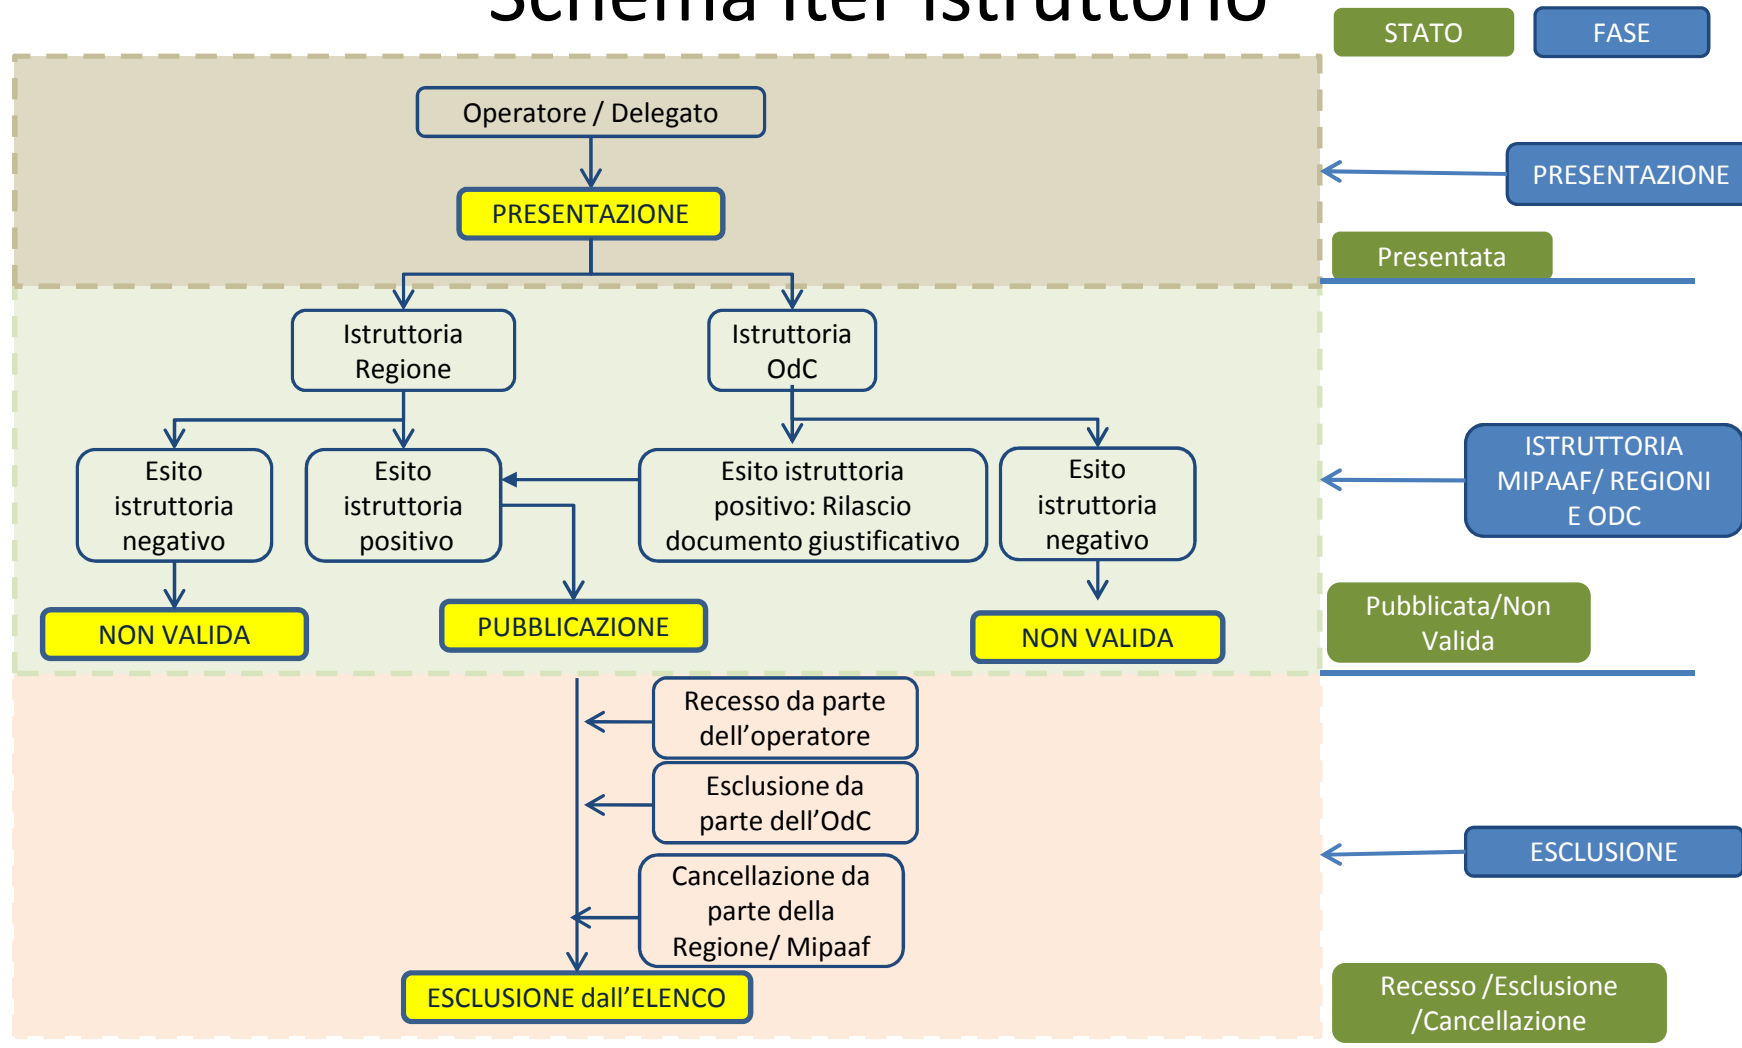 Schema iter istruttorio
STATO
FASE
Operatore / Delegato
PRESENTAZIONE
PRESENTAZIONE
Presentata
Istruttoria
Regione
Istruttoria
OdC
Esito
istruttoria
negativo
Esito
istruttoria
positivo
Esito istruttoria
positivo: Rilascio
documento giustificativo
Esito
istruttoria
negativo
ISTRUTTORIA
MIPAAF/ REGIONI
E ODC
NON VALIDA
PUBBLICAZIONE
NON VALIDA
Pubblicata/Non
Valida
Recesso da parte
dell’operatore
Esclusione da
parte dell’OdC
Cancellazione da
parte della
Regione/ Mipaaf
ESCLUSIONE
ESCLUSIONE dall’ELENCO
Recesso /Esclusione
/Cancellazione